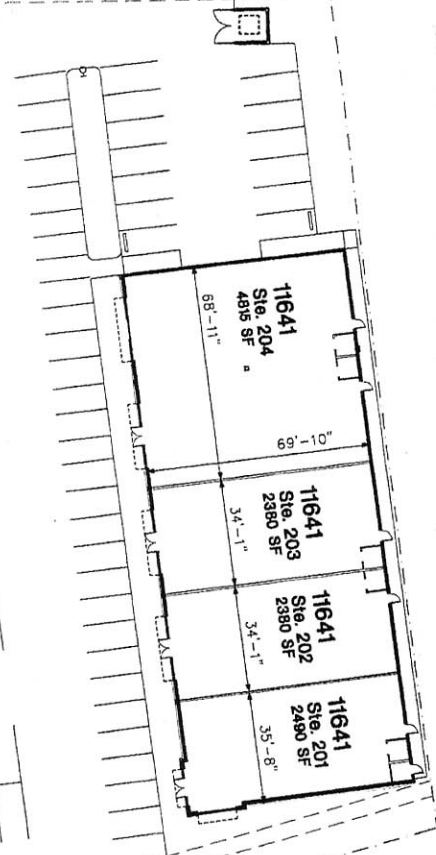 11641
Ste. 204
4815 SF
68'-11"
69'-10"
11641
Ste. 203
2380 SF
34'-1"
11641
Ste. 202
2380 SF
34'-1"
11641
Ste. 201
2490 SF
35'-8"